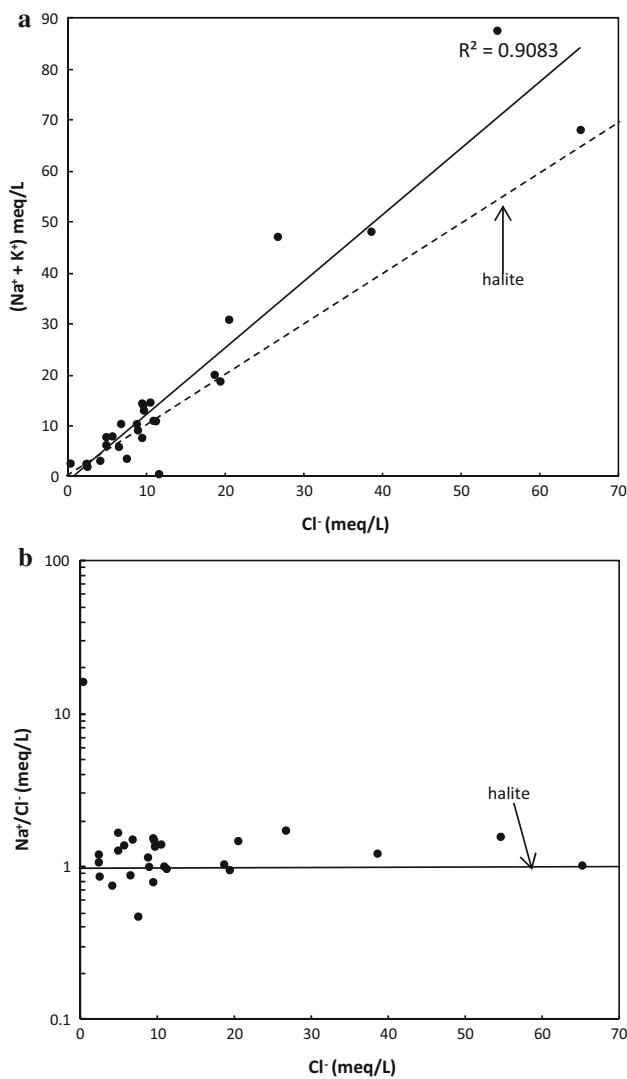 a
90
80
70
60
50
40
30
20
10
0
(Na⁺ + K⁺) meq/L
R² = 0.9083
halite
0 10 20 30 40 50 60 70
Cl⁻ (meq/L)
b
100
10
1
0.1
Na⁺/Cl⁻ (meq/L)
halite
0 10 20 30 40 50 60 70
Cl⁻ (meq/L)